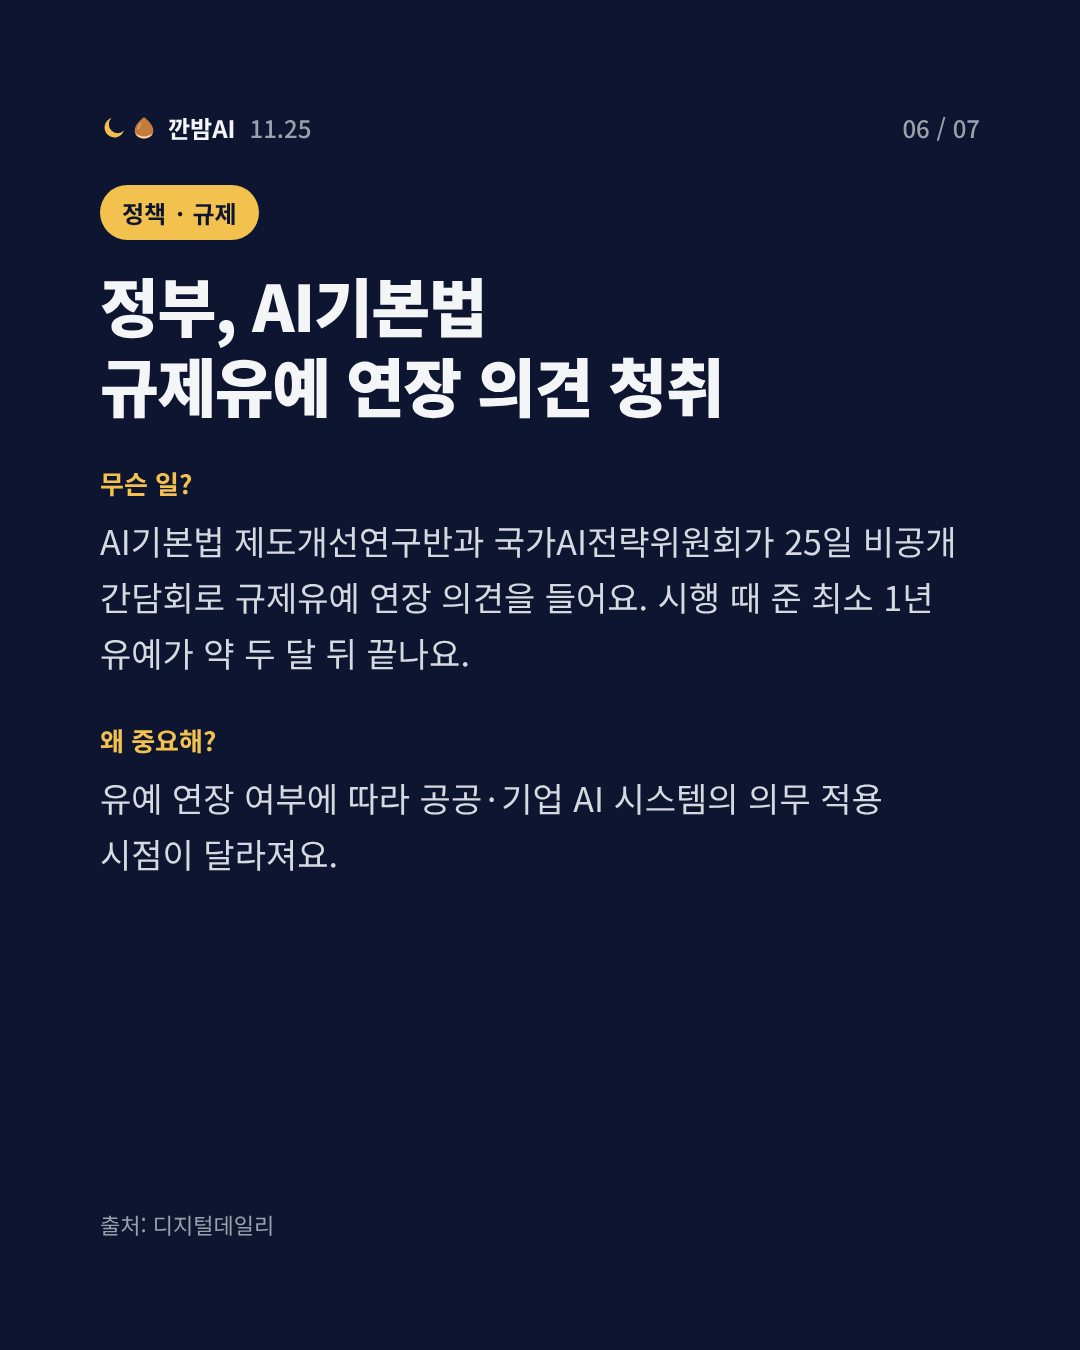 깐밤AI 11.25
06 / 07
정책 · 규제
정부, AI기본법
규제유예 연장 의견 청취
무슨 일?
AI기본법 제도개선연구반과 국가AI전략위원회가 25일 비공개
간담회로 규제유예 연장 의견을 들어요. 시행 때 준 최소 1년
유예가 약 두 달 뒤 끝나요.
왜 중요해?
유예 연장 여부에 따라 공공·기업 AI 시스템의 의무 적용
시점이 달라져요.
출처: 디지털데일리